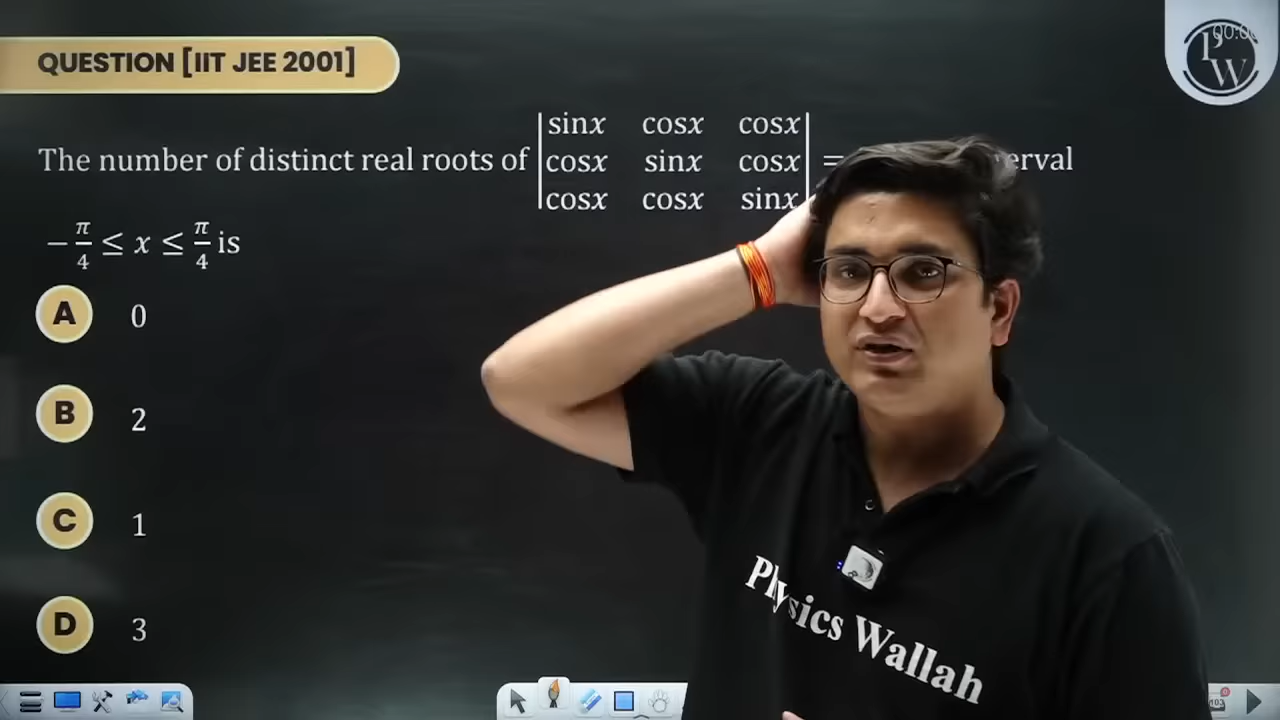 QUESTION [IIT JEE 2001]
The number of distinct real roots of |sinx cosx cosx| =
|cosx sinx cosx|
|cosx cosx sinx|
−π/4 ≤ x ≤ π/4 is
A 0
B 2
C 1
D 3
Physics Wallah
PW